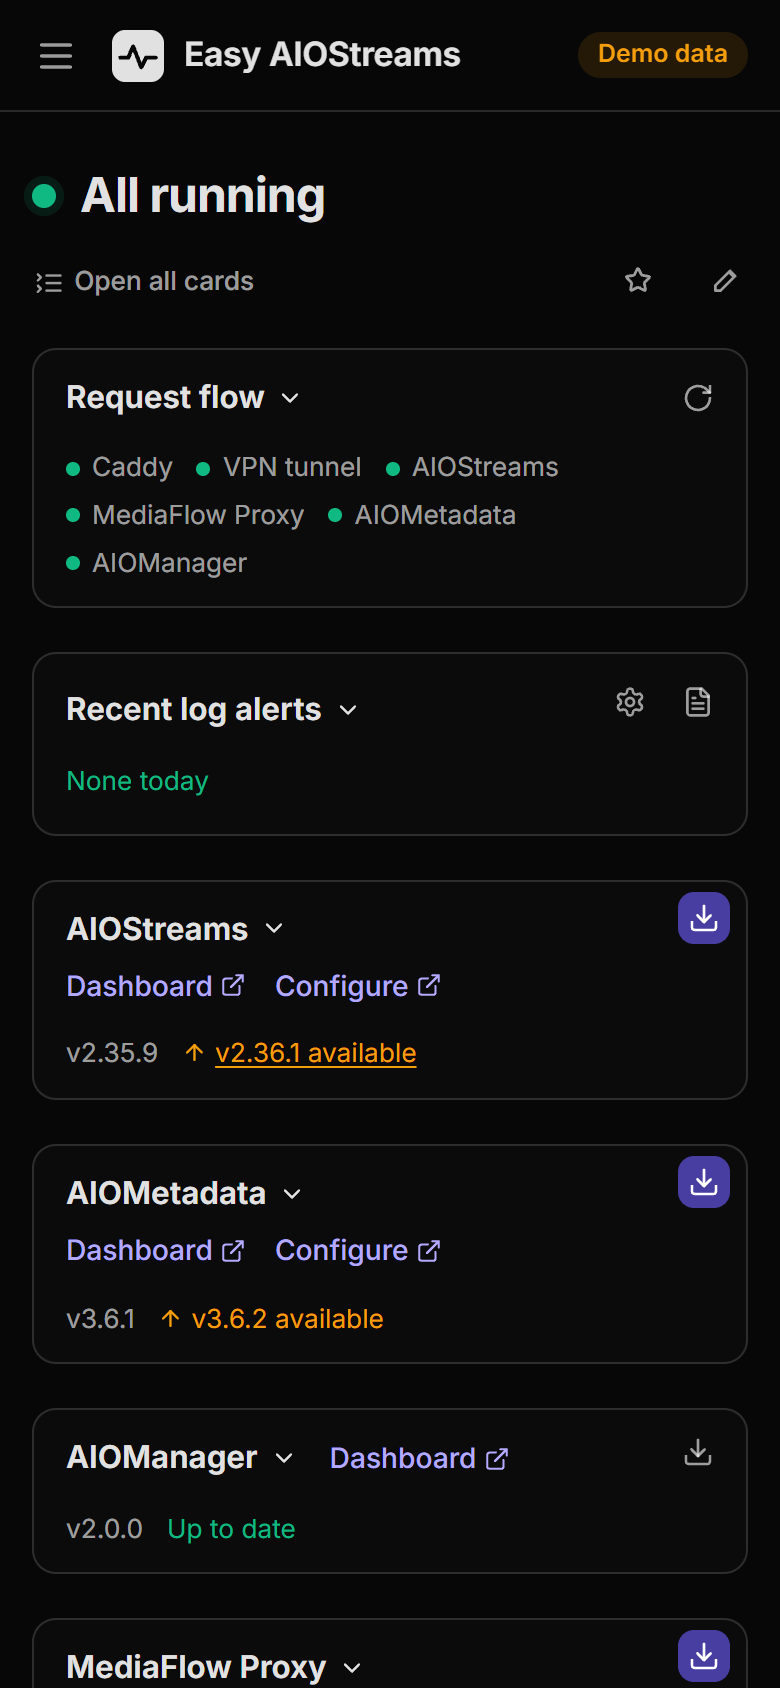 Easy AIOStreams Demo data
All running
Open all cards
Request flow
Caddy VPN tunnel AIOStreams
MediaFlow Proxy AIOMetadata
AIOManager
Recent log alerts
None today
AIOStreams
Dashboard Configure
v2.35.9 ↑ v2.36.1 available
AIOMetadata
Dashboard Configure
v3.6.1 ↑ v3.6.2 available
AIOManager Dashboard
v2.0.0 Up to date
MediaFlow Proxy